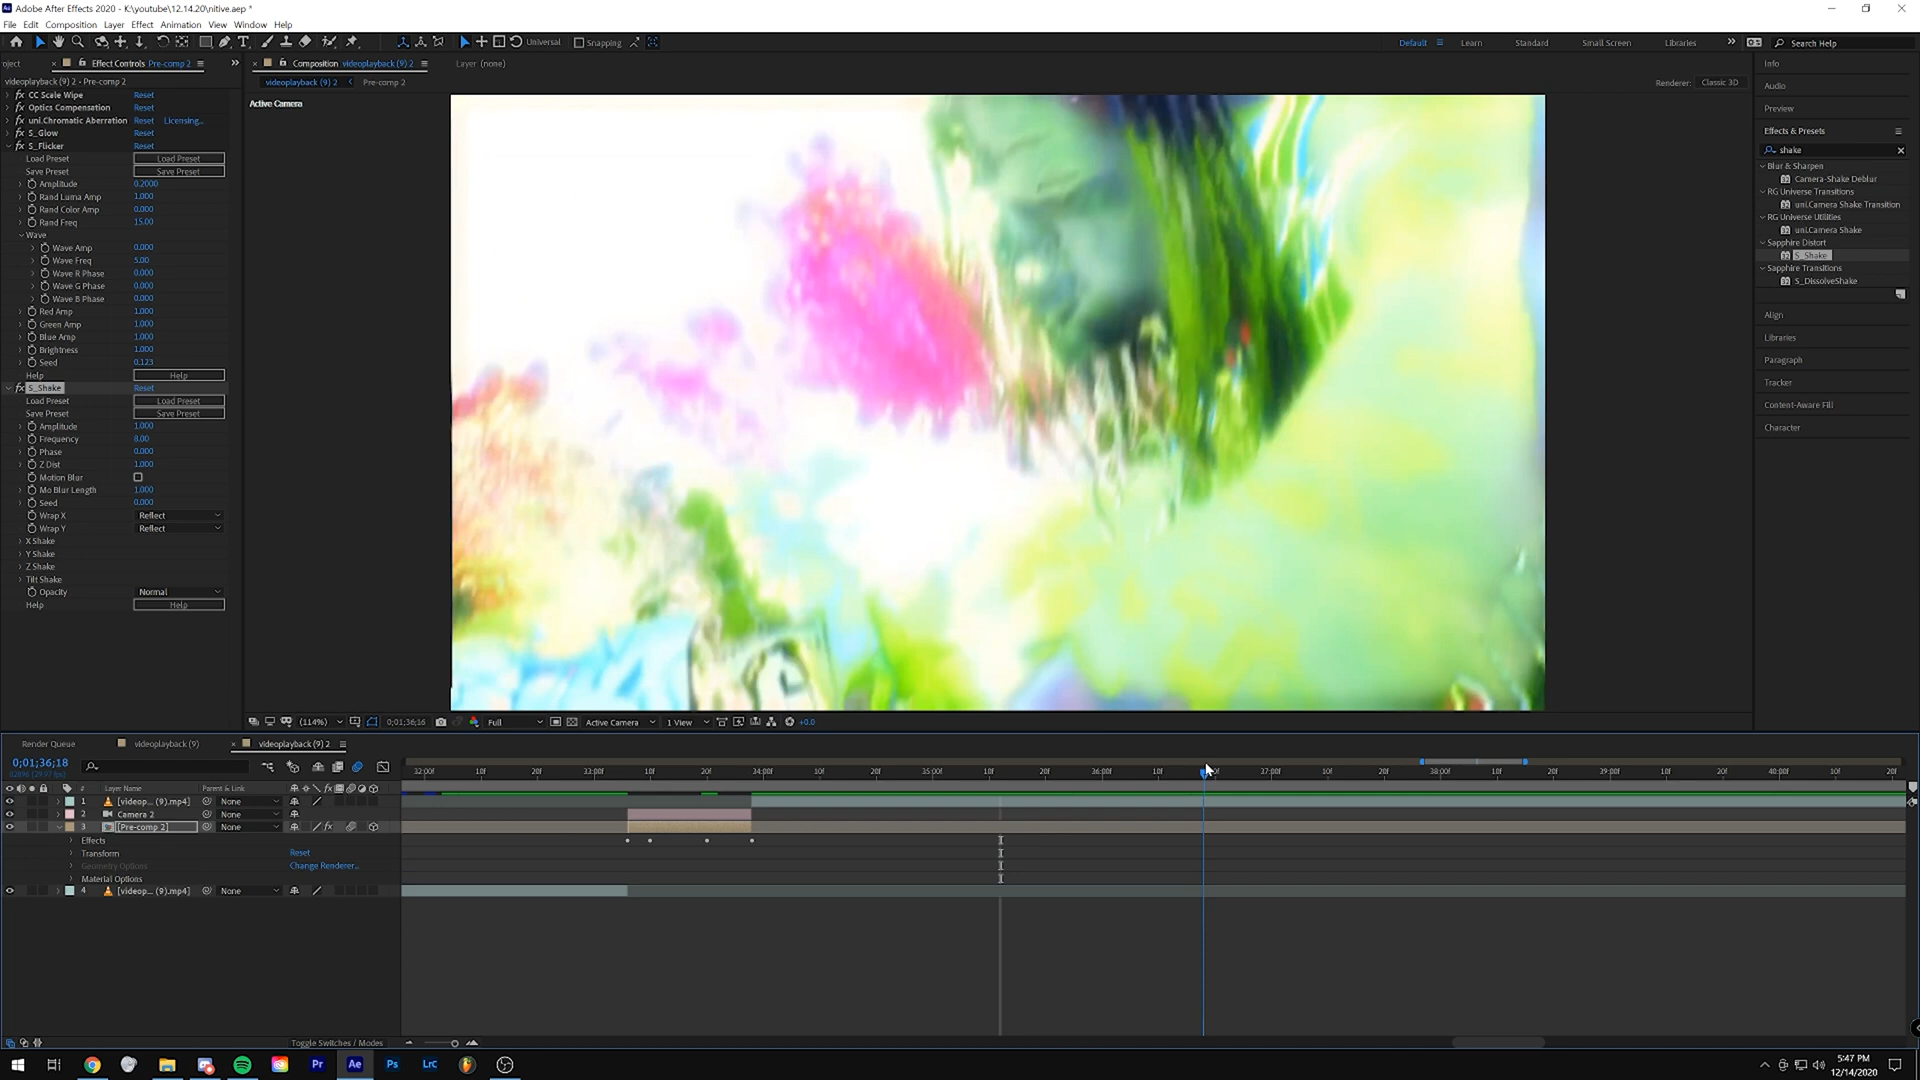 Adobe After Effects 2020 - K:\youtube\12.14.20\nitive.aep *
File Edit Composition Layer Effect Animation View Window Help
Universal Snapping Default Learn Standard Small Screen Libraries Search Help
oject Effect Controls Pre-comp 2 Composition videoplayback (9) 2 Layer (none) Info
videoplayback (9) 2 • Pre-comp 2 videoplayback (9) 2 Pre-comp 2 Renderer: Classic 3D
Audio
Preview
Active Camera
fx CC Scale Wipe Reset
fx Optics Compensation Reset
fx uni.Chromatic Aberration Reset Licensing...
fx S_Glow Reset
fx S_Flicker Reset
Load Preset Load Preset
Save Preset Save Preset
Amplitude 0.2000
Rand Luma Amp 1.000
Rand Color Amp 0.000
Rand Freq 15.00
Wave
Wave Amp 0.000
Wave Freq 5.00
Wave R Phase 0.000
Wave G Phase 0.000
Wave B Phase 0.000
Red Amp 1.000
Green Amp 1.000
Blue Amp 1.000
Brightness 1.000
Seed 0.123
Help Help
fx S_Shake Reset
Load Preset Load Preset
Save Preset Save Preset
Amplitude 1.000
Frequency 8.00
Phase 0.000
Z Dist 1.000
Motion Blur
Mo Blur Length 1.000
Seed 0.000
Wrap X Reflect
Wrap Y Reflect
X Shake
Y Shake
Z Shake
Tilt Shake
Opacity Normal
Help Help
Effects & Presets
shake
Blur & Sharpen
Camera-Shake Deblur
RG Universe Transitions
uni.Camera Shake Transition
RG Universe Utilities
uni.Camera Shake
Sapphire Distort
S_Shake
Sapphire Transitions
S_DissolveShake
Align
Libraries
Paragraph
Tracker
Content-Aware Fill
Character
(114%) 0;01;36;16 Full Active Camera 1 View +0.0
Render Queue videoplayback (9) videoplayback (9) 2
0;01;36;18
02898 (29.97 fps)
32:00f 10f 20f 33:00f 10f 20f 34:00f 10f 20f 35:00f 10f 20f 36:00f 10f 37:00f 10f 20f 38:00f 10f 20f 39:00f 10f 20f 40:00f 10f 20f
# Layer Name Parent & Link
1 [videop... (9).mp4] None
2 Camera 2 None
3 [Pre-comp 2] None
Effects
Transform Reset
Geometry Options Change Renderer...
Material Options
4 [videop... (9).mp4] None
Toggle Switches / Modes
Pr Ae Ps LrC
5:47 PM
12/14/2020